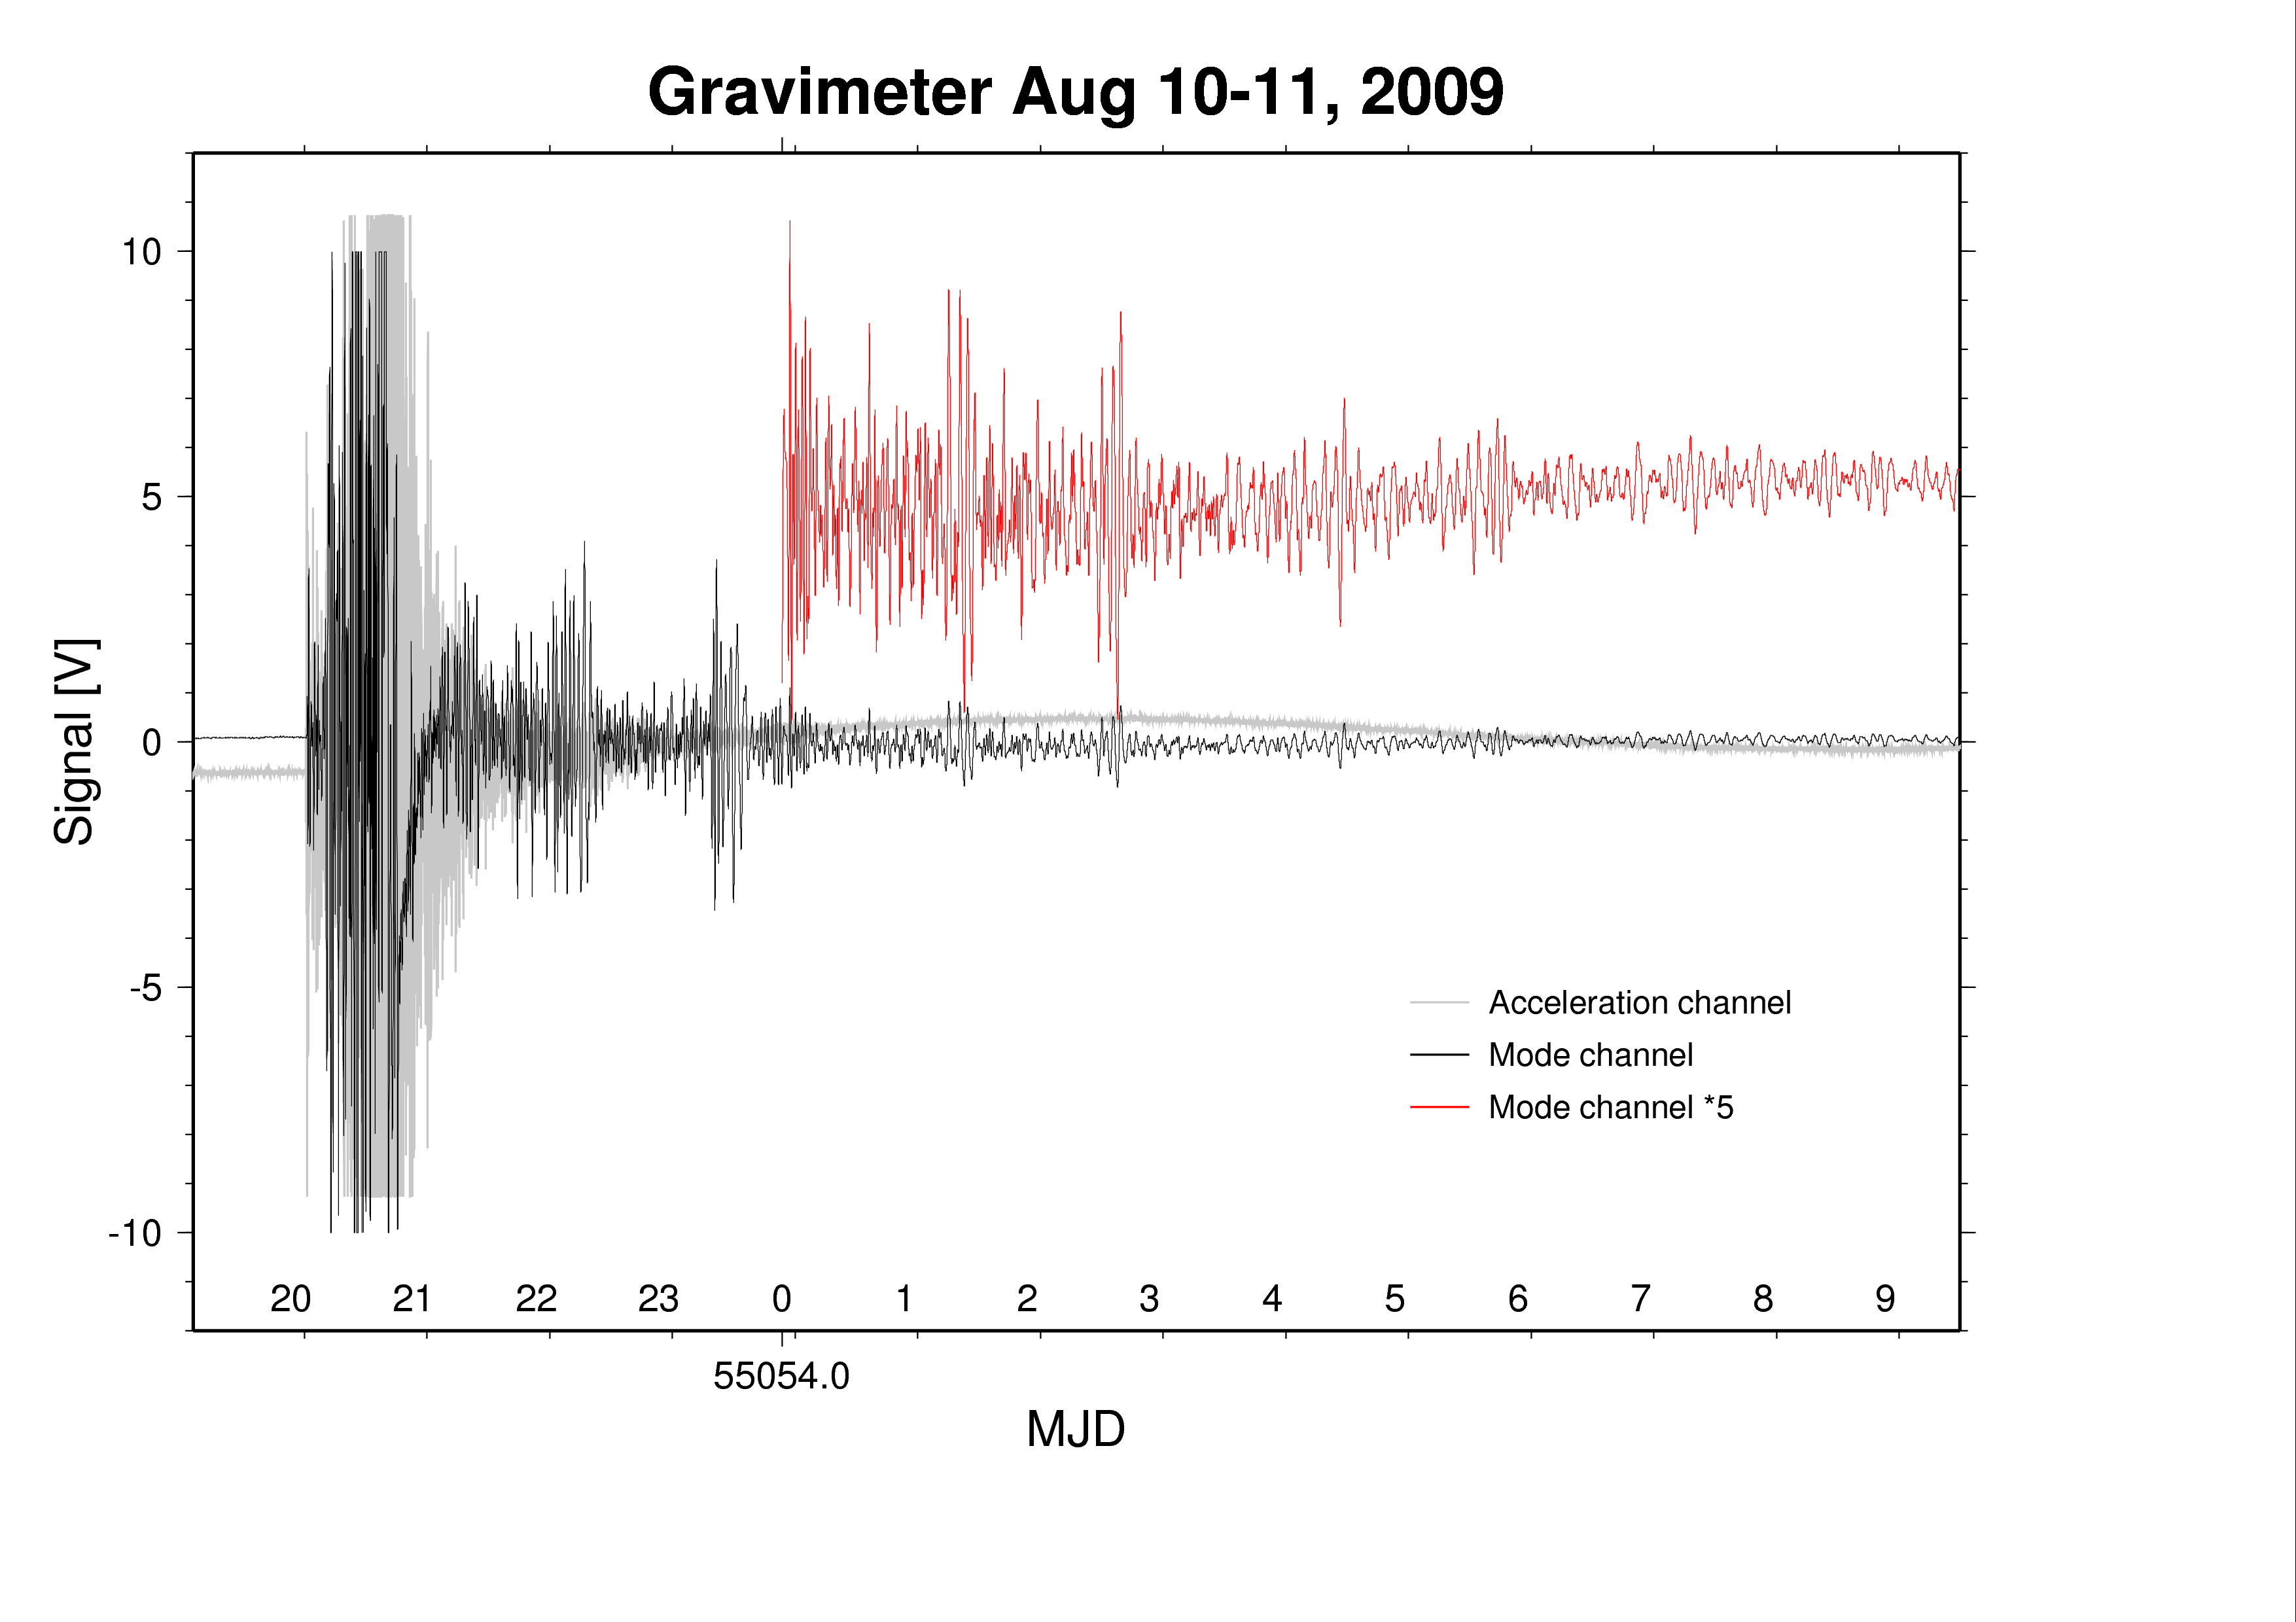 Gravimeter Aug 10-11, 2009
10
5
0
-5
-10
Signal [V]
Acceleration channel
Mode channel
Mode channel *5
20 21 22 23 0 1 2 3 4 5 6 7 8 9
55054.0
MJD